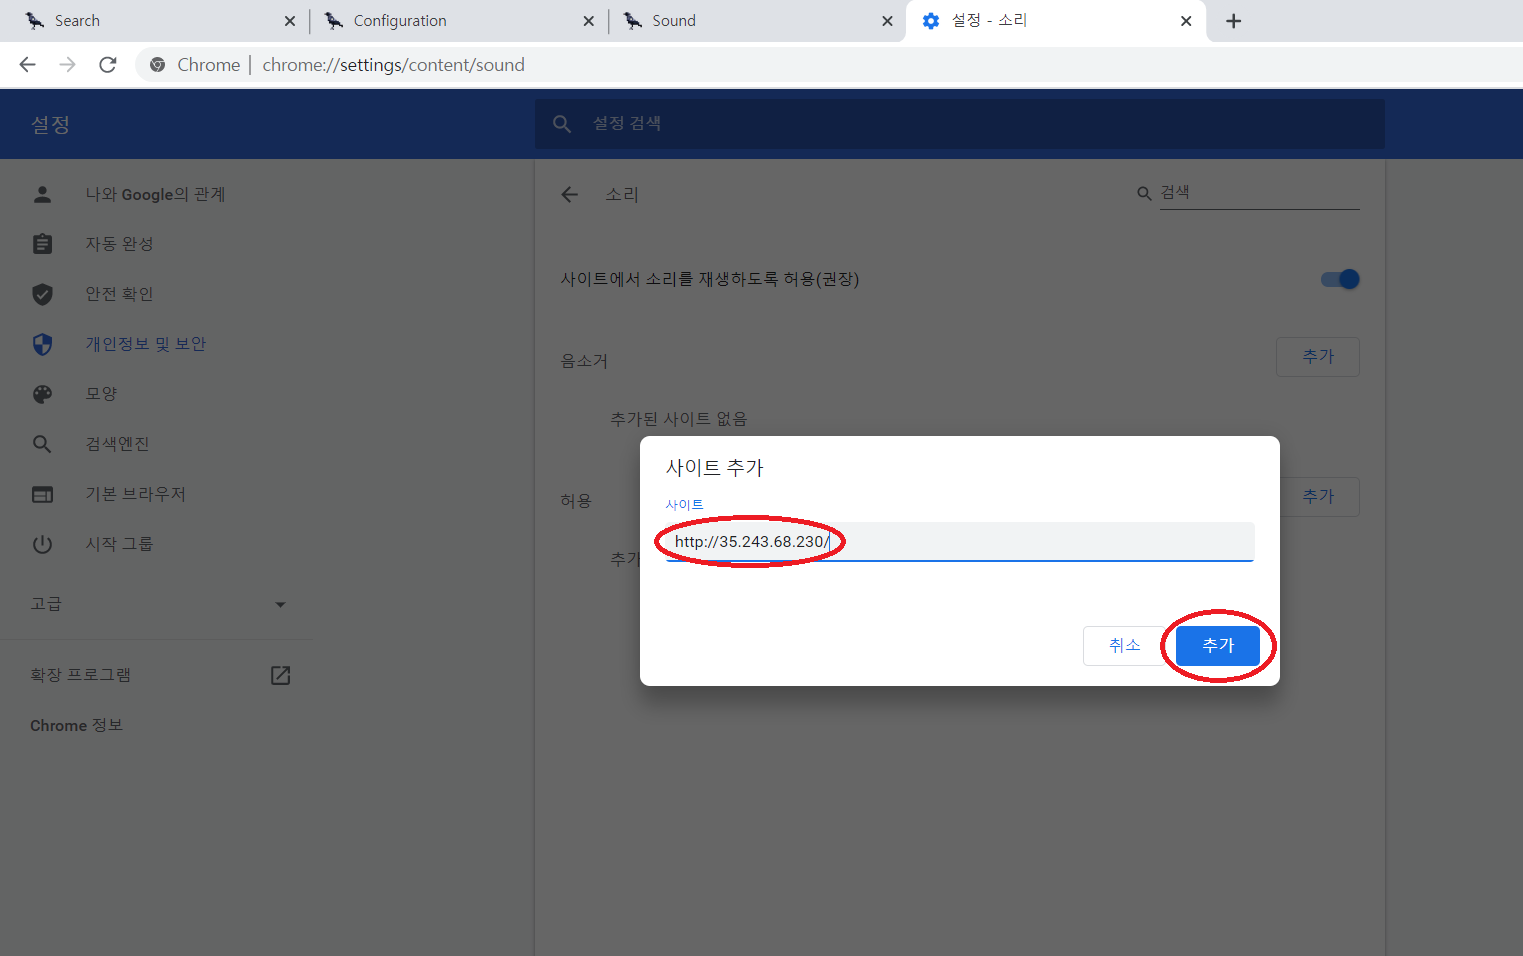 Search
Configuration
Sound
설정 - 소리
Chrome
chrome://settings/content/sound
설정
설정 검색
나와 Google의 관계
자동 완성
안전 확인
개인정보 및 보안
모양
검색엔진
기본 브라우저
시작 그룹
고급
확장 프로그램
Chrome 정보
소리
검색
사이트에서 소리를 재생하도록 허용(권장)
음소거
추가
추가된 사이트 없음
허용
추가
추가
사이트 추가
사이트
http://35.243.68.230/
취소
추가